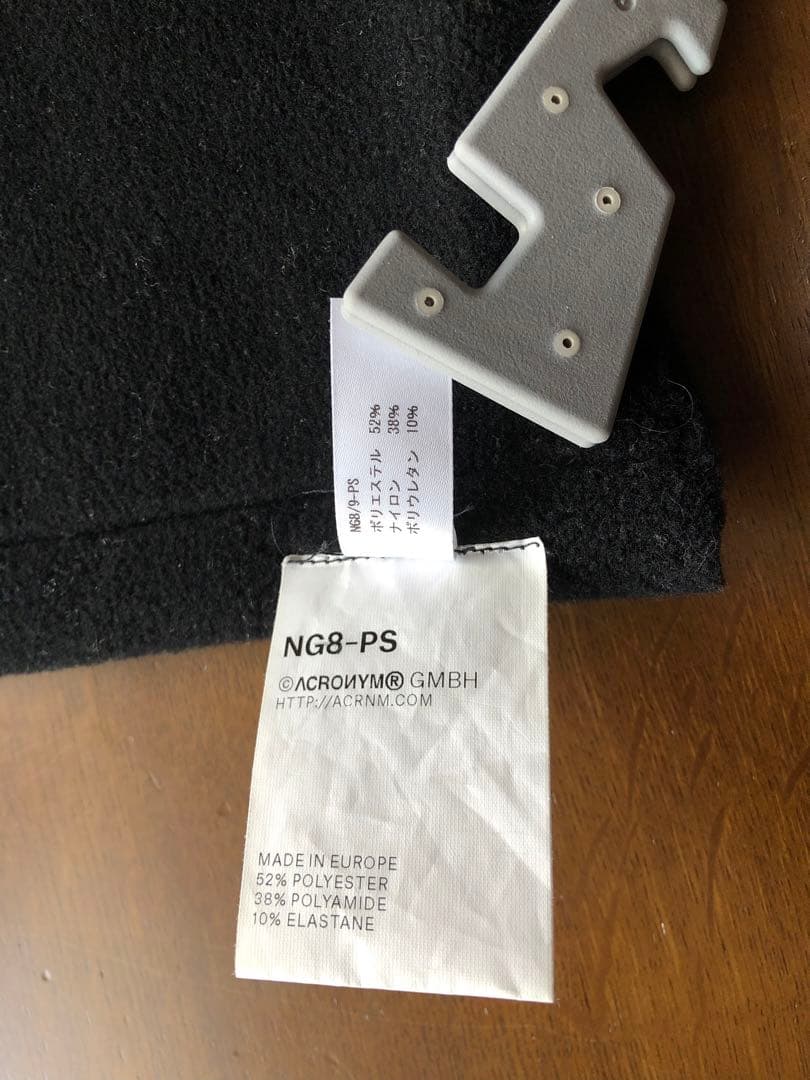 NG8/9-PS
ポリエステル 52%
ナイロン 38%
ポリウレタン 10%
NG8-PS
©ΛCROИYM® GMBH
HTTP://ACRNM.COM
MADE IN EUROPE
52% POLYESTER
38% POLYAMIDE
10% ELASTANE